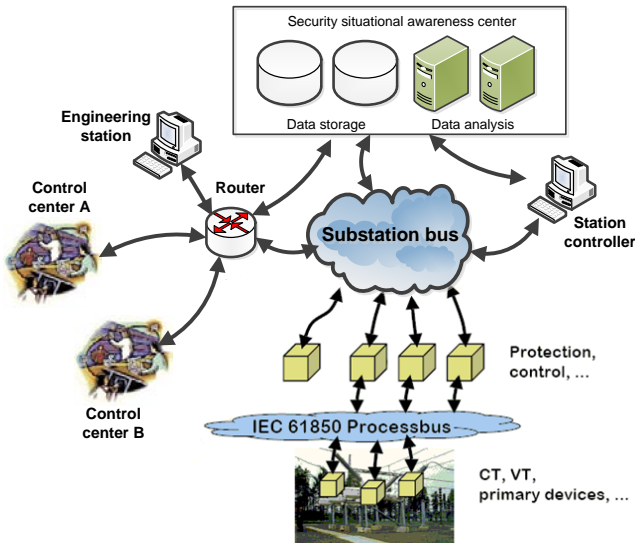 Security situational awareness center
Data storage
Data analysis
Engineering
station
Router
Control
center A
Substation bus
Station
controller
Protection,
control, ...
Control
center B
IEC 61850 Processbus
CT, VT,
primary devices, ...